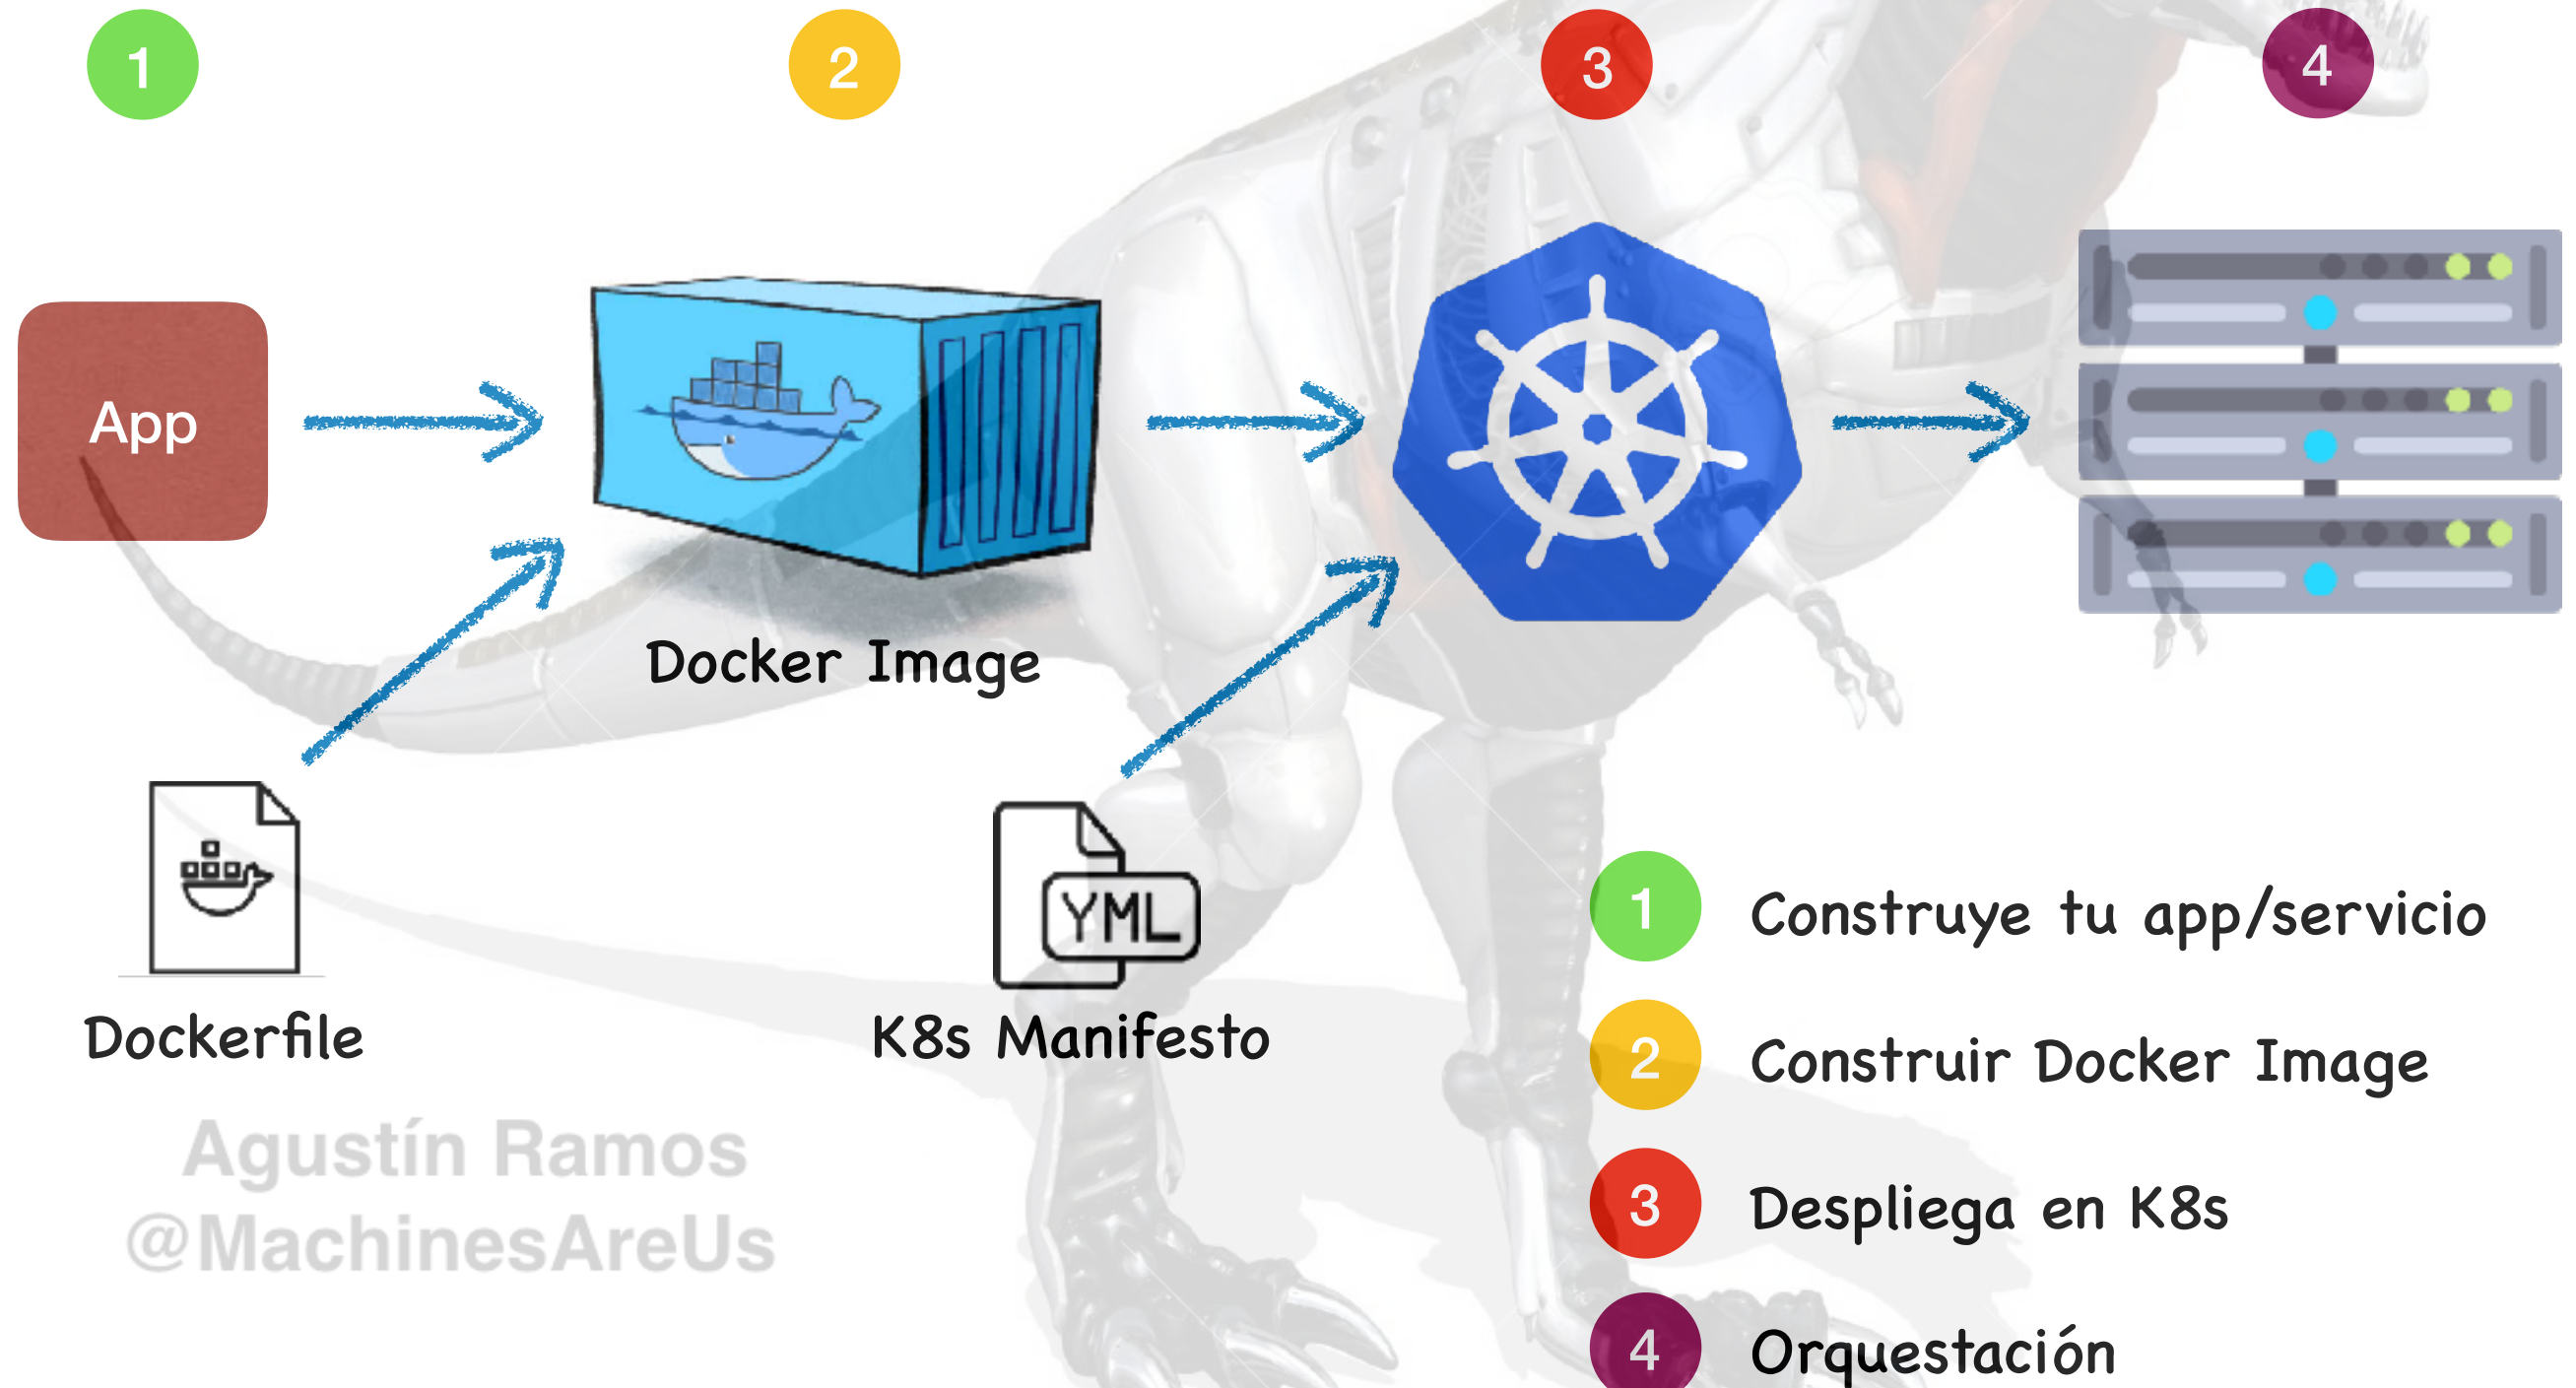 1
2
3
4
App
Docker Image
YML
Dockerfile
K8s Manifesto
1 Construye tu app/servicio
2 Construir Docker Image
3 Despliega en K8s
4 Orquestación
Agustín Ramos
@MachinesAreUs